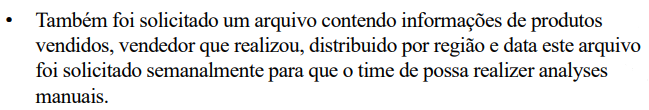 • Também foi solicitado um arquivo contendo informações de produtos
vendidos, vendedor que realizou, distribuido por região e data este arquivo
foi solicitado semanalmente para que o time de possa realizer analyses
manuais.